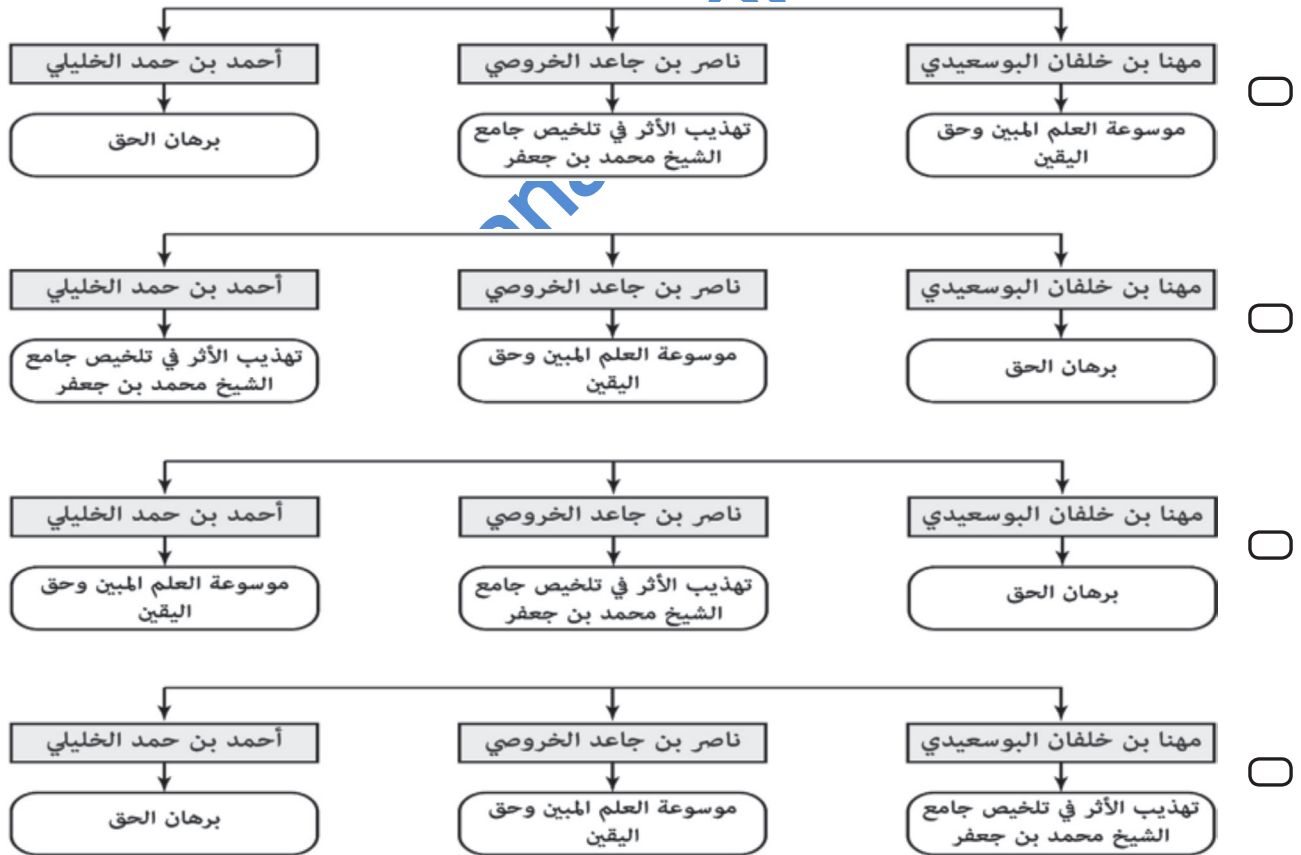 مهنا بن خلفان البوسعيدي
ناصر بن جاعد الخروصي
أحمد بن حمد الخليلي
موسوعة العلم المبين وحق
اليقين
تهذيب الأثر في تلخيص جامع
الشيخ محمد بن جعفر
برهان الحق
مهنا بن خلفان البوسعيدي
ناصر بن جاعد الخروصي
أحمد بن حمد الخليلي
برهان الحق
موسوعة العلم المبين وحق
اليقين
تهذيب الأثر في تلخيص جامع
الشيخ محمد بن جعفر
مهنا بن خلفان البوسعيدي
ناصر بن جاعد الخروصي
أحمد بن حمد الخليلي
برهان الحق
تهذيب الأثر في تلخيص جامع
الشيخ محمد بن جعفر
موسوعة العلم المبين وحق
اليقين
مهنا بن خلفان البوسعيدي
ناصر بن جاعد الخروصي
أحمد بن حمد الخليلي
تهذيب الأثر في تلخيص جامع
الشيخ محمد بن جعفر
موسوعة العلم المبين وحق
اليقين
برهان الحق